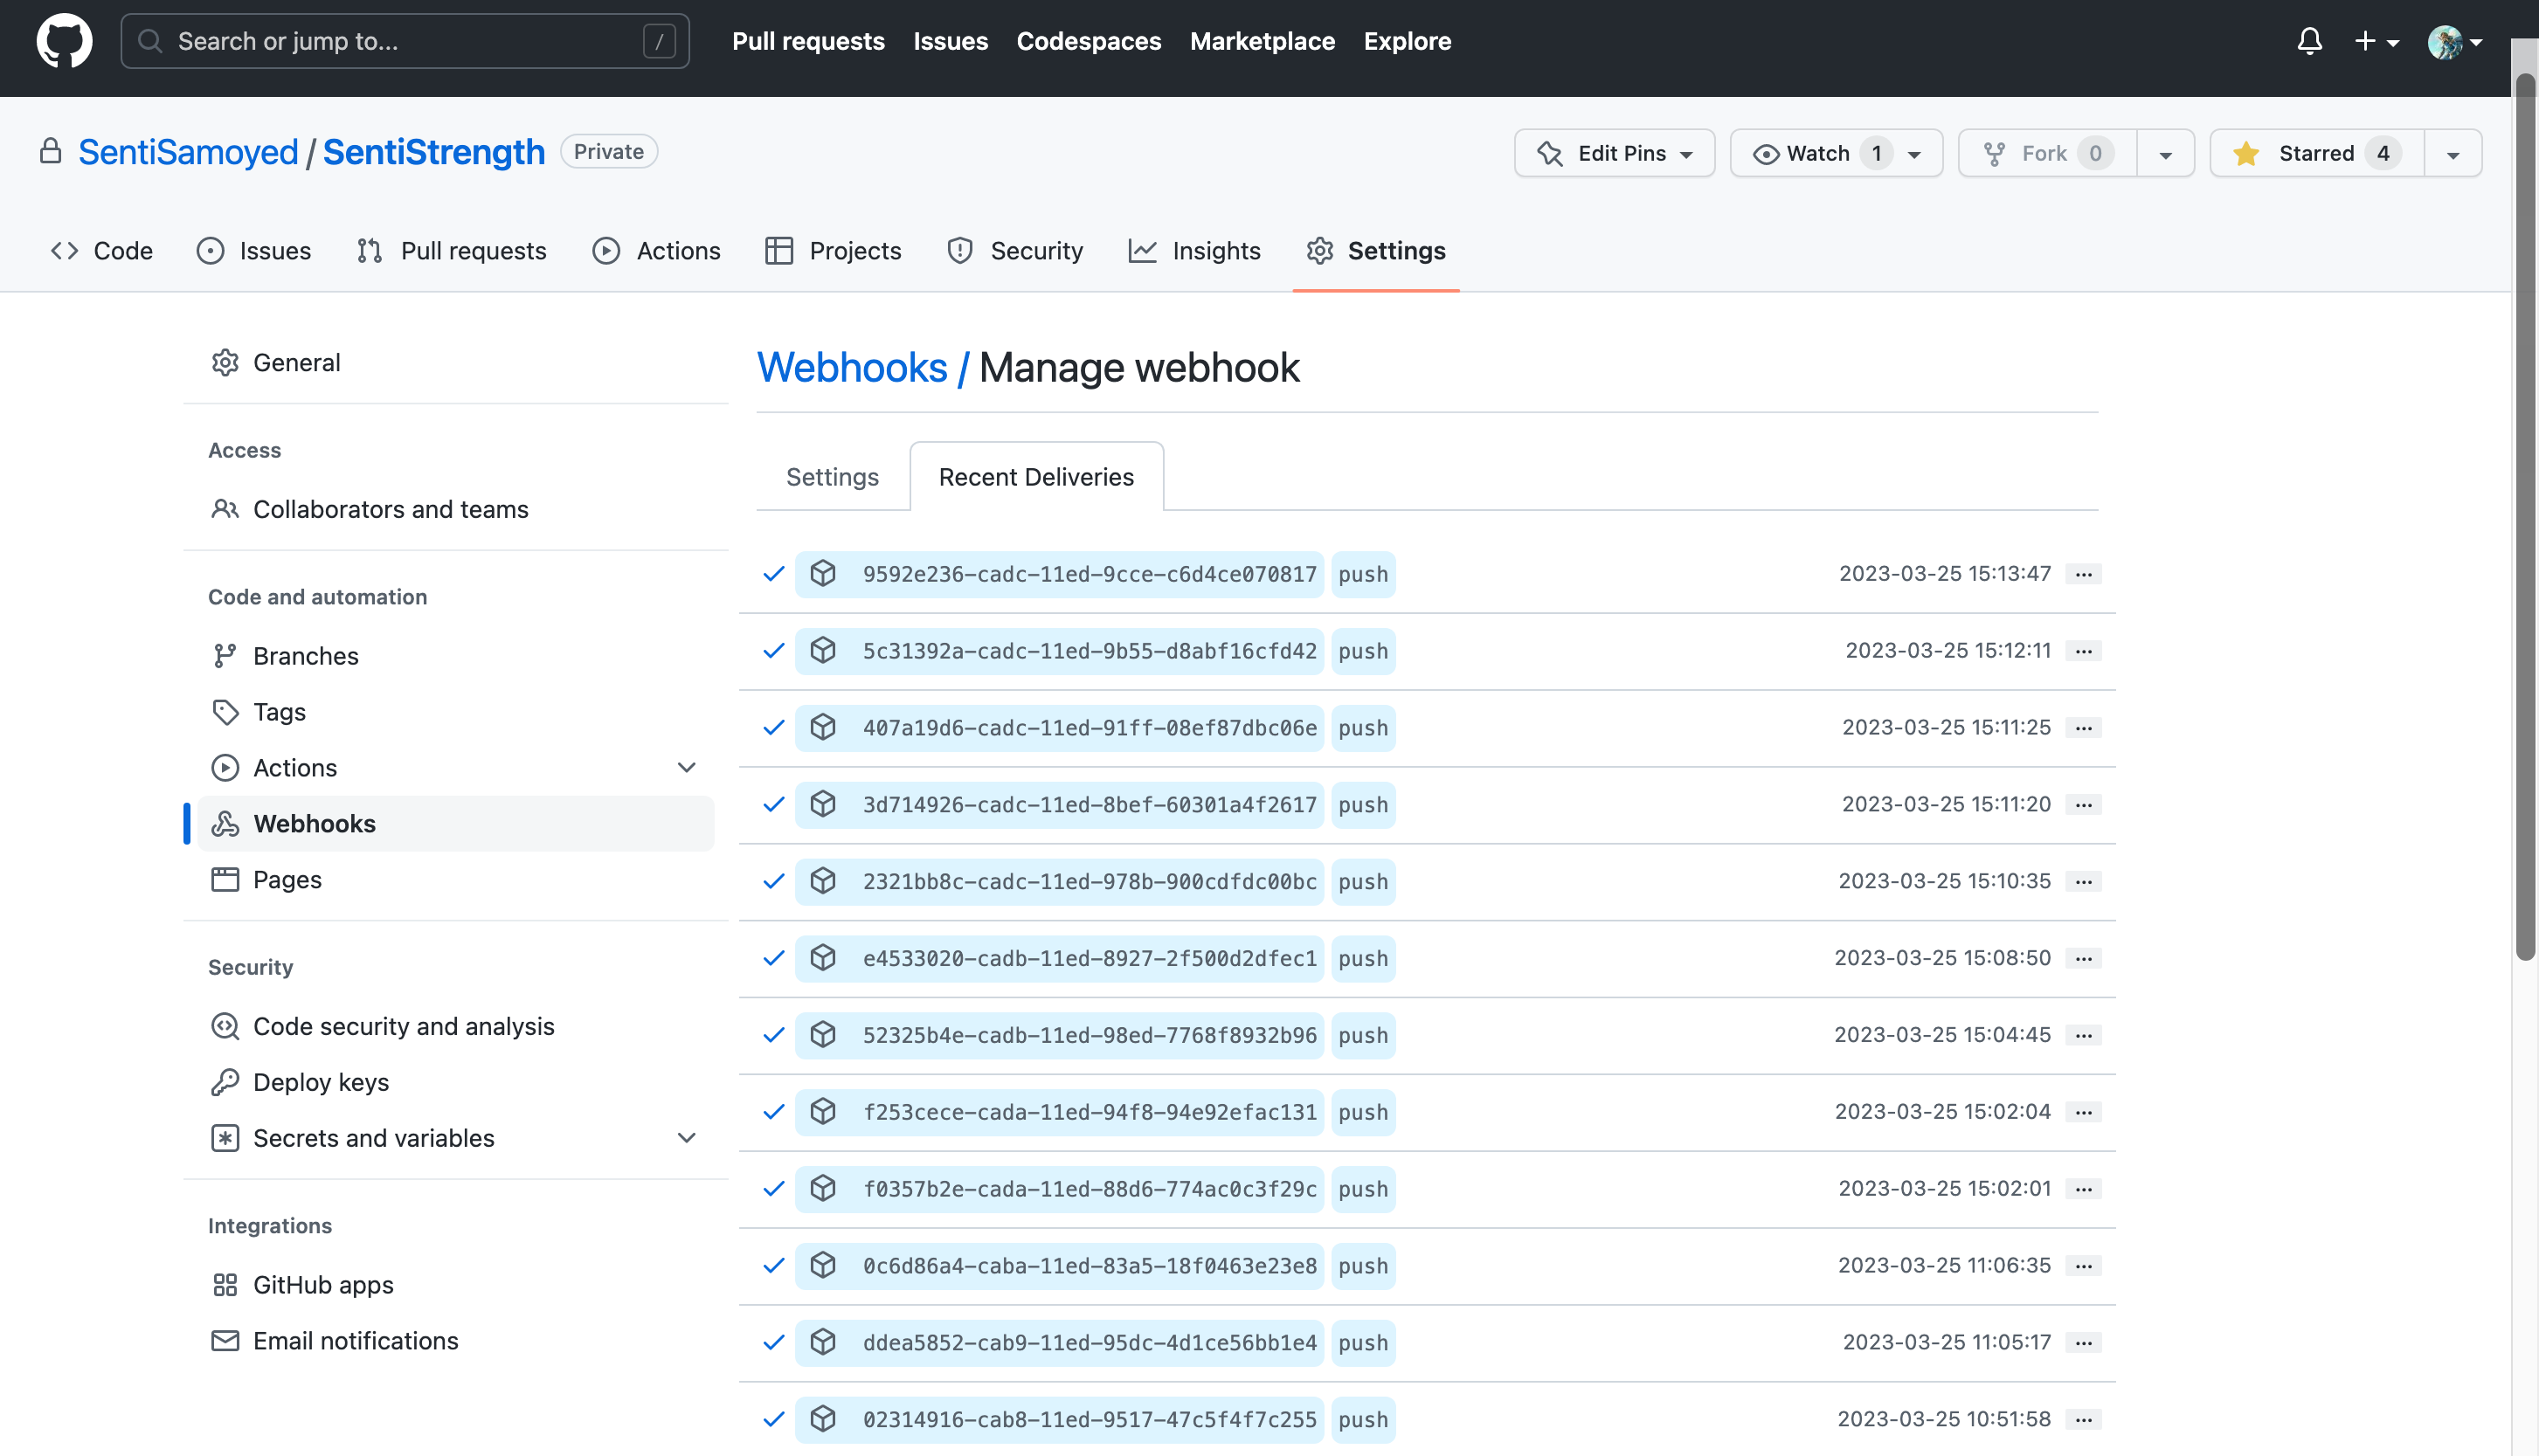 Search or jump to... / Pull requests Issues Codespaces Marketplace Explore
SentiSamoyed / SentiStrength Private Edit Pins Watch 1 Fork 0 Starred 4
Code Issues Pull requests Actions Projects Security Insights Settings
General
Access
Collaborators and teams
Code and automation
Branches
Tags
Actions
Webhooks
Pages
Security
Code security and analysis
Deploy keys
Secrets and variables
Integrations
GitHub apps
Email notifications
Webhooks / Manage webhook
Settings Recent Deliveries
9592e236-cadc-11ed-9cce-c6d4ce070817 push 2023-03-25 15:13:47 ...
5c31392a-cadc-11ed-9b55-d8abf16cfd42 push 2023-03-25 15:12:11 ...
407a19d6-cadc-11ed-91ff-08ef87dbc06e push 2023-03-25 15:11:25 ...
3d714926-cadc-11ed-8bef-60301a4f2617 push 2023-03-25 15:11:20 ...
2321bb8c-cadc-11ed-978b-900cdfdc00bc push 2023-03-25 15:10:35 ...
e4533020-cadb-11ed-8927-2f500d2dfec1 push 2023-03-25 15:08:50 ...
52325b4e-cadb-11ed-98ed-7768f8932b96 push 2023-03-25 15:04:45 ...
f253cece-cada-11ed-94f8-94e92efac131 push 2023-03-25 15:02:04 ...
f0357b2e-cada-11ed-88d6-774ac0c3f29c push 2023-03-25 15:02:01 ...
0c6d86a4-caba-11ed-83a5-18f0463e23e8 push 2023-03-25 11:06:35 ...
ddea5852-cab9-11ed-95dc-4d1ce56bb1e4 push 2023-03-25 11:05:17 ...
02314916-cab8-11ed-9517-47c5f4f7c255 push 2023-03-25 10:51:58 ...